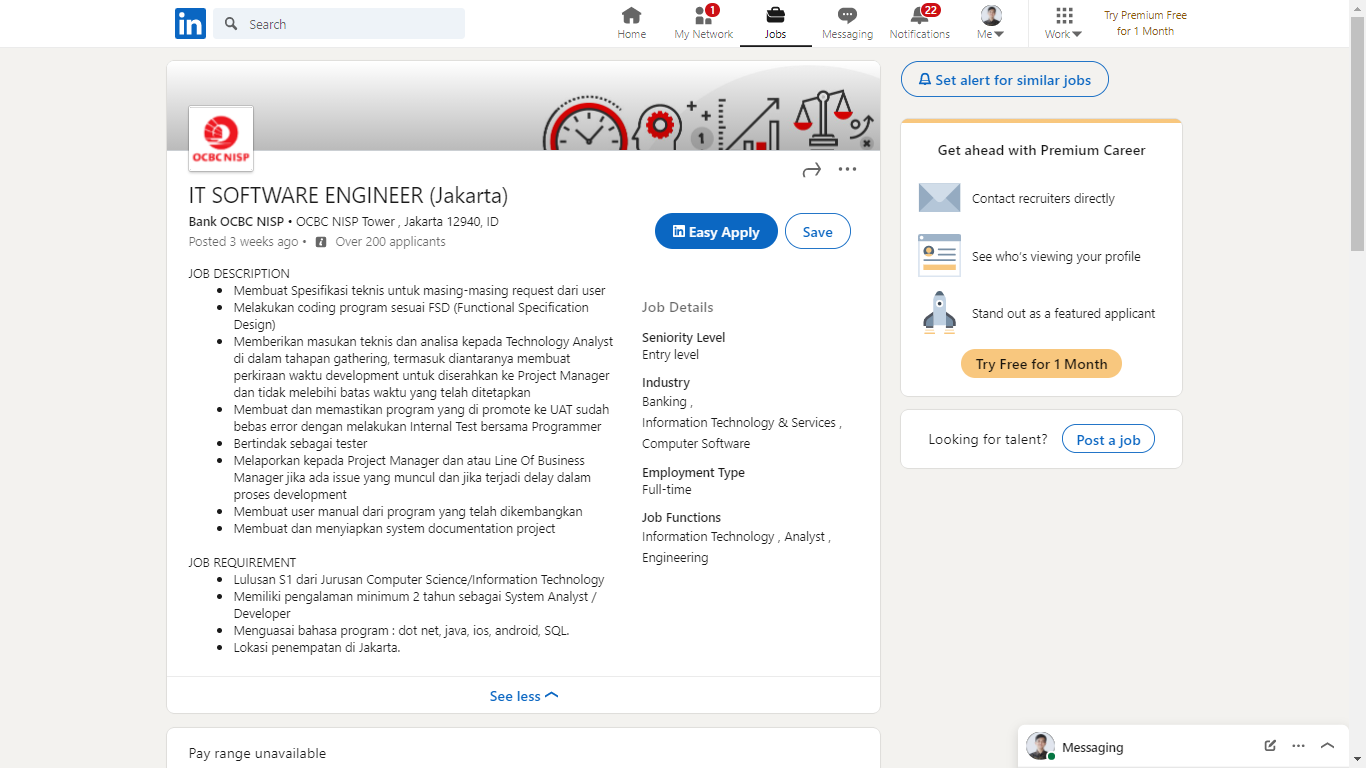 in
Search
Home
1
My Network
Jobs
Messaging
22
Notifications
Me
Work
Try Premium Free
for 1 Month
OCBC NISP
1
IT SOFTWARE ENGINEER (Jakarta)
Bank OCBC NISP • OCBC NISP Tower , Jakarta 12940, ID
Posted 3 weeks ago • Over 200 applicants
in Easy Apply
Save
JOB DESCRIPTION
• Membuat Spesifikasi teknis untuk masing-masing request dari user
• Melakukan coding program sesuai FSD (Functional Specification
Design)
• Memberikan masukan teknis dan analisa kepada Technology Analyst
di dalam tahapan gathering, termasuk diantaranya membuat
perkiraan waktu development untuk diserahkan ke Project Manager
dan tidak melebihi batas waktu yang telah ditetapkan
• Membuat dan memastikan program yang di promote ke UAT sudah
bebas error dengan melakukan Internal Test bersama Programmer
• Bertindak sebagai tester
• Melaporkan kepada Project Manager dan atau Line Of Business
Manager jika ada issue yang muncul dan jika terjadi delay dalam
proses development
• Membuat user manual dari program yang telah dikembangkan
• Membuat dan menyiapkan system documentation project
JOB REQUIREMENT
• Lulusan S1 dari Jurusan Computer Science/Information Technology
• Memiliki pengalaman minimum 2 tahun sebagai System Analyst /
Developer
• Menguasai bahasa program : dot net, java, ios, android, SQL.
• Lokasi penempatan di Jakarta.
Job Details
Seniority Level
Entry level
Industry
Banking ,
Information Technology & Services ,
Computer Software
Employment Type
Full-time
Job Functions
Information Technology , Analyst ,
Engineering
See less
Pay range unavailable
Set alert for similar jobs
Get ahead with Premium Career
Contact recruiters directly
See who's viewing your profile
Stand out as a featured applicant
Try Free for 1 Month
Looking for talent?
Post a job
Messaging